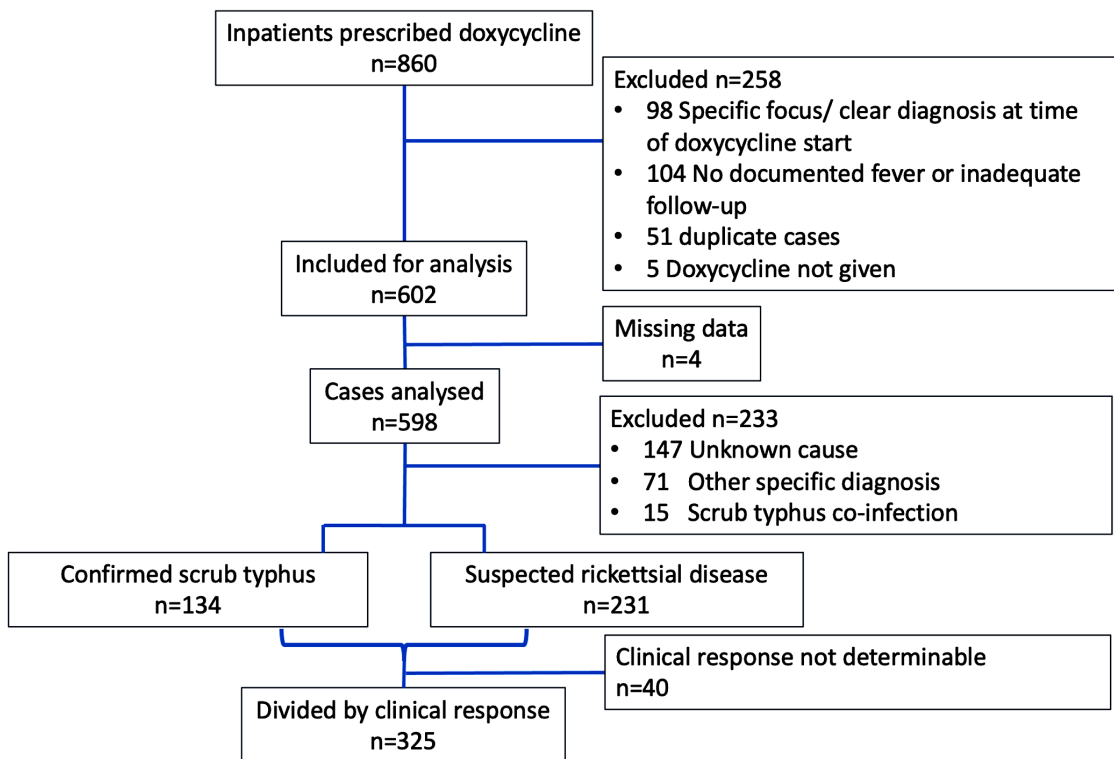 Inpatients prescribed doxycycline
n=860
Excluded n=258
• 98 Specific focus/ clear diagnosis at time
of doxycycline start
• 104 No documented fever or inadequate
follow-up
• 51 duplicate cases
• 5 Doxycycline not given
Included for analysis
n=602
Missing data
n=4
Cases analysed
n=598
Excluded n=233
• 147 Unknown cause
• 71 Other specific diagnosis
• 15 Scrub typhus co-infection
Confirmed scrub typhus
n=134
Suspected rickettsial disease
n=231
Clinical response not determinable
n=40
Divided by clinical response
n=325